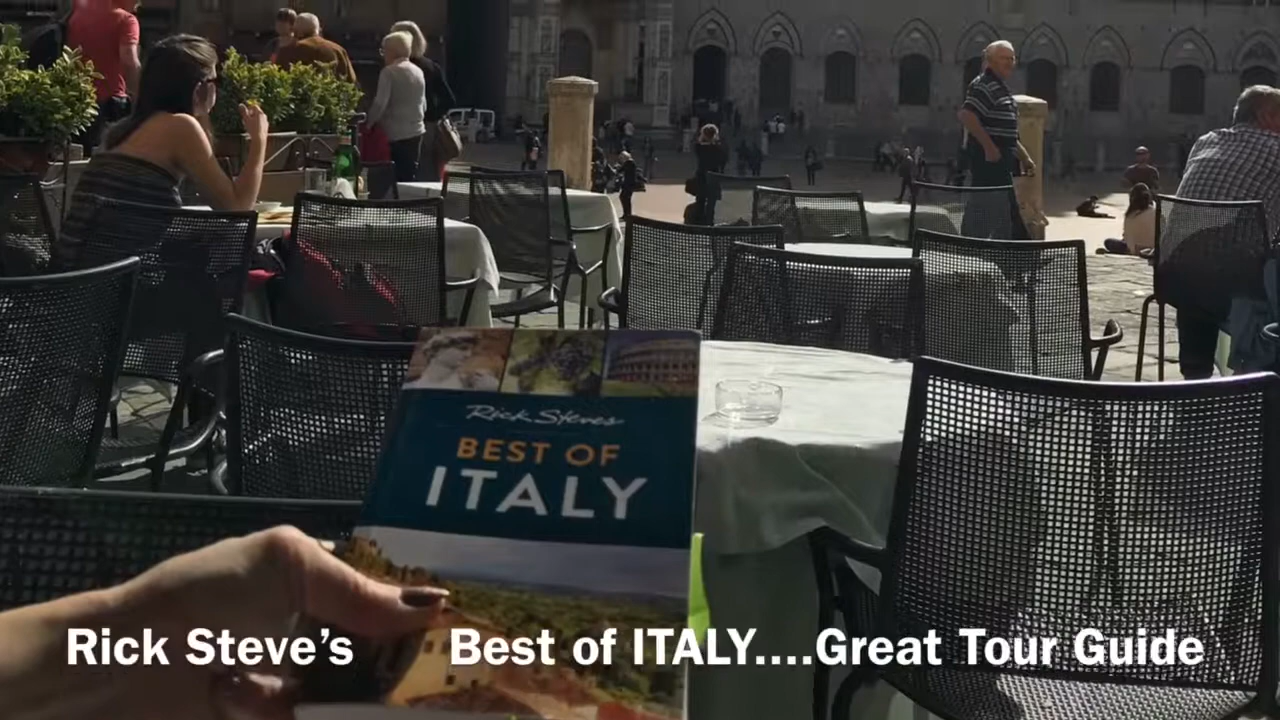 Rick Steves
BEST OF
ITALY
Rick Steve’s Best of ITALY....Great Tour Guide